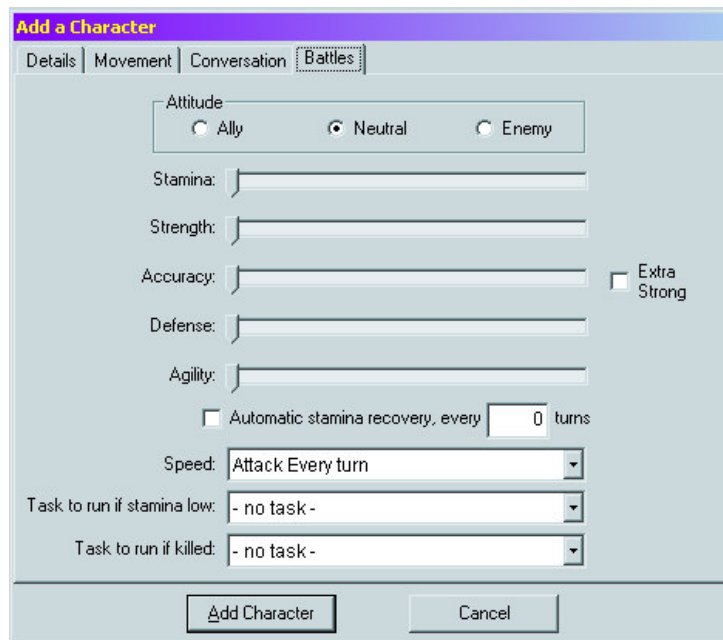 Add a Character
Details Movement Conversation Battles
Attitude
Ally Neutral Enemy
Stamina:
Strength:
Accuracy:
Extra
Strong
Defense:
Agility:
Automatic stamina recovery, every 0 turns
Speed: Attack Every turn
Task to run if stamina low: - no task -
Task to run if killed: - no task -
Add Character Cancel